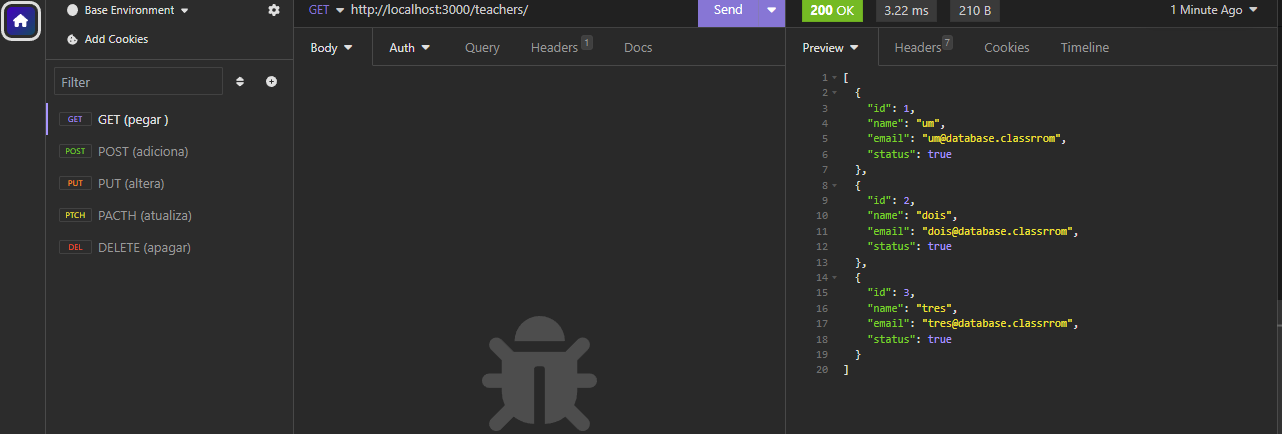 Base Environment
Add Cookies
Filter
GET GET (pegar )
POST POST (adiciona)
PUT PUT (altera)
PTCH PACTH (atualiza)
DEL DELETE (apagar)
GET http://localhost:3000/teachers/ Send
Body Auth Query Headers 1 Docs
200 OK 3.22 ms 210 B 1 Minute Ago
Preview Headers 7 Cookies Timeline
1 [
2 {
3 "id": 1,
4 "name": "um",
5 "email": "um@database.classrrom",
6 "status": true
7 },
8 {
9 "id": 2,
10 "name": "dois",
11 "email": "dois@database.classrrom",
12 "status": true
13 },
14 {
15 "id": 3,
16 "name": "tres",
17 "email": "tres@database.classrrom",
18 "status": true
19 }
20 ]